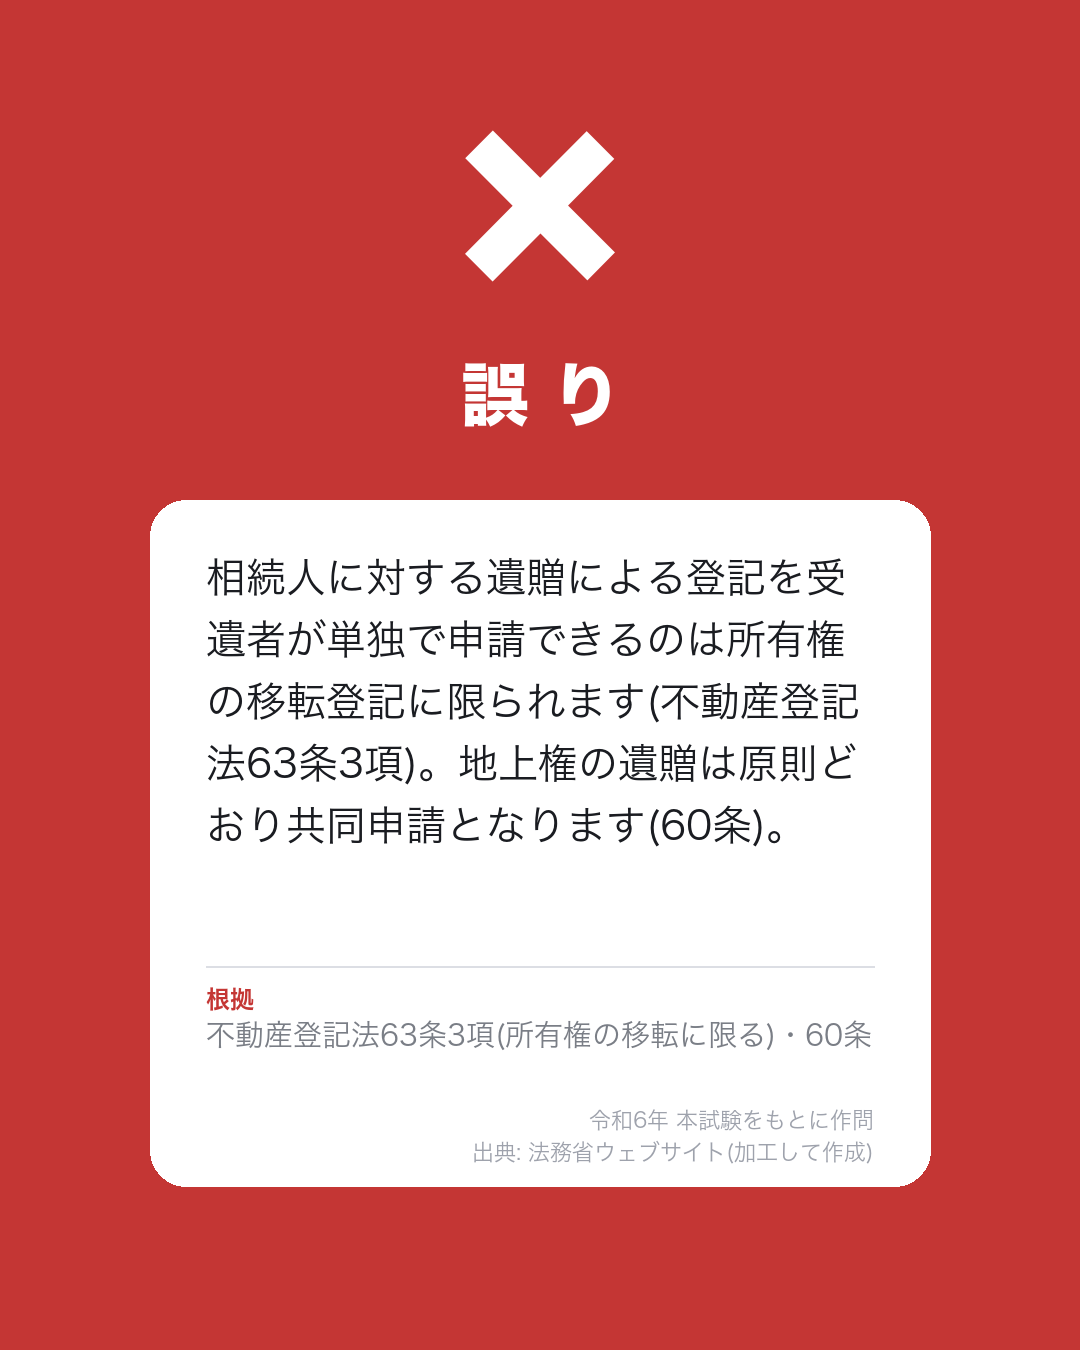 誤り
相続人に対する遺贈による登記を受
遺者が単独で申請できるのは所有権
の移転登記に限られます(不動産登記
法63条3項)。地上権の遺贈は原則ど
おり共同申請となります(60条)。
根拠
不動産登記法63条3項(所有権の移転に限る)・60条
令和6年 本試験をもとに作問
出典: 法務省ウェブサイト(加工して作成)